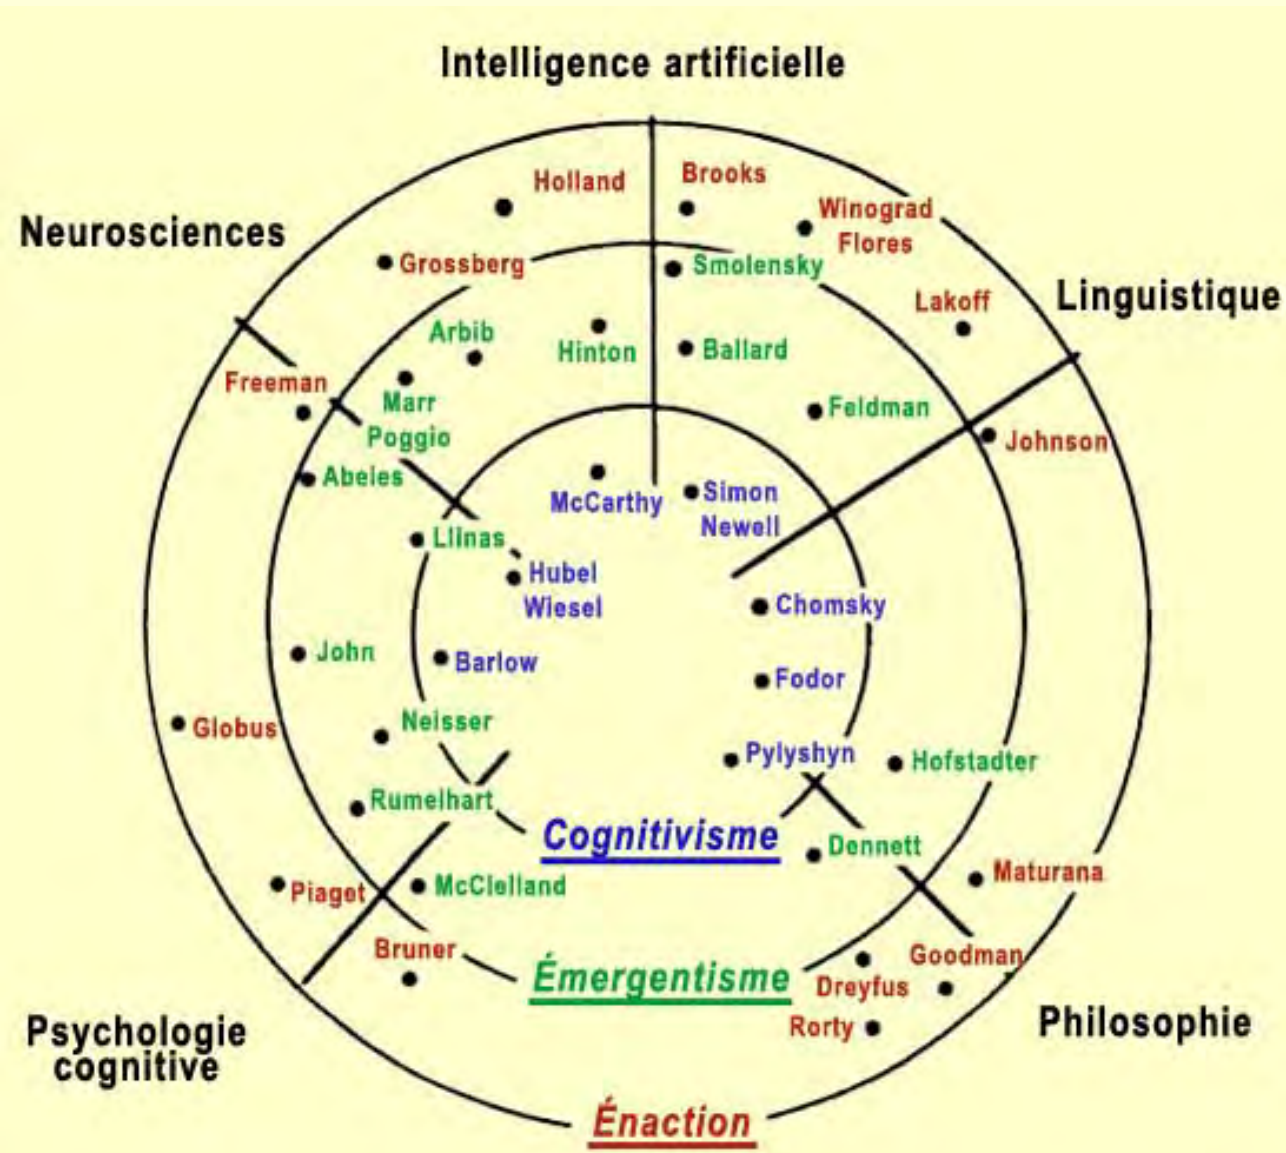 Intelligence artificielle
Holland
Brooks
Winograd
Flores
Neurosciences
Grossberg
Smolensky
Lakoff
Linguistique
Arbib
Hinton
Ballard
Freeman
Marr
Poggio
Feldman
Johnson
Abeles
McCarthy
Simon
Newell
Llinas
Hubel
Wiesel
Chomsky
John
Barlow
Fodor
Globus
Neisser
Pylyshyn
Hofstadter
Rumelhart
Cognitivisme
Dennett
Piaget
McClelland
Maturana
Bruner
Émergentisme
Goodman
Dreyfus
Rorty
Psychologie
cognitive
Philosophie
Énaction